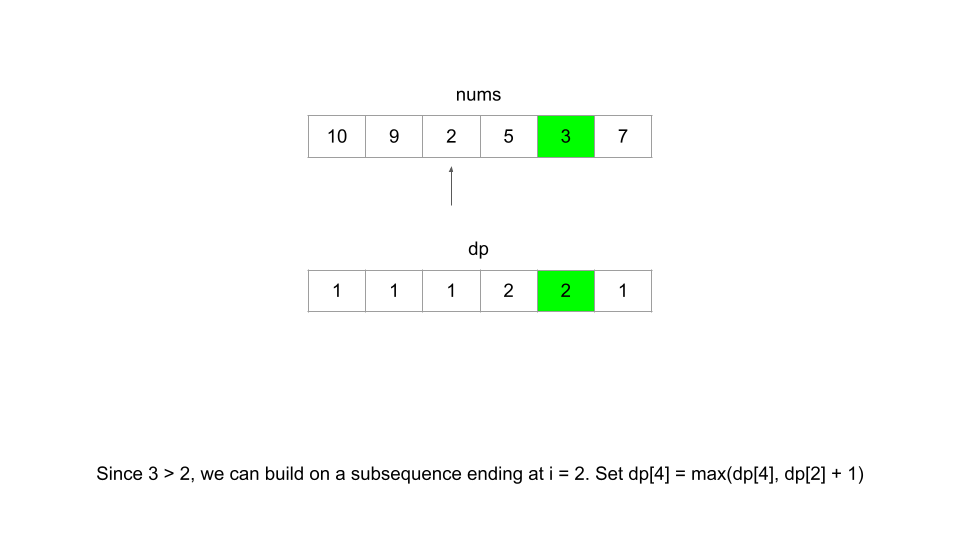 nums
10 9 2 5 3 7
dp
1 1 1 2 2 1
Since 3 > 2, we can build on a subsequence ending at i = 2. Set dp[4] = max(dp[4], dp[2] + 1)